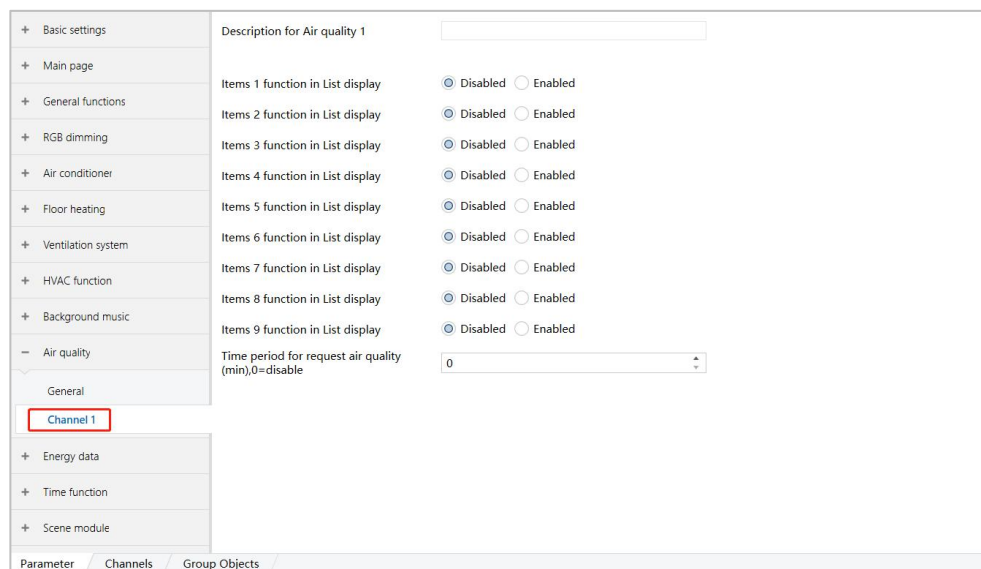 Basic settings
Main page
General functions
RGB dimming
Air conditioner
Floor heating
Ventilation system
HVAC function
Background music
Air quality
General
Channel 1
Energy data
Time function
Scene module
Description for Air quality 1
Items 1 function in List display Disabled Enabled
Items 2 function in List display Disabled Enabled
Items 3 function in List display Disabled Enabled
Items 4 function in List display Disabled Enabled
Items 5 function in List display Disabled Enabled
Items 6 function in List display Disabled Enabled
Items 7 function in List display Disabled Enabled
Items 8 function in List display Disabled Enabled
Items 9 function in List display Disabled Enabled
Time period for request air quality
(min),0=disable
0
Parameter Channels Group Objects